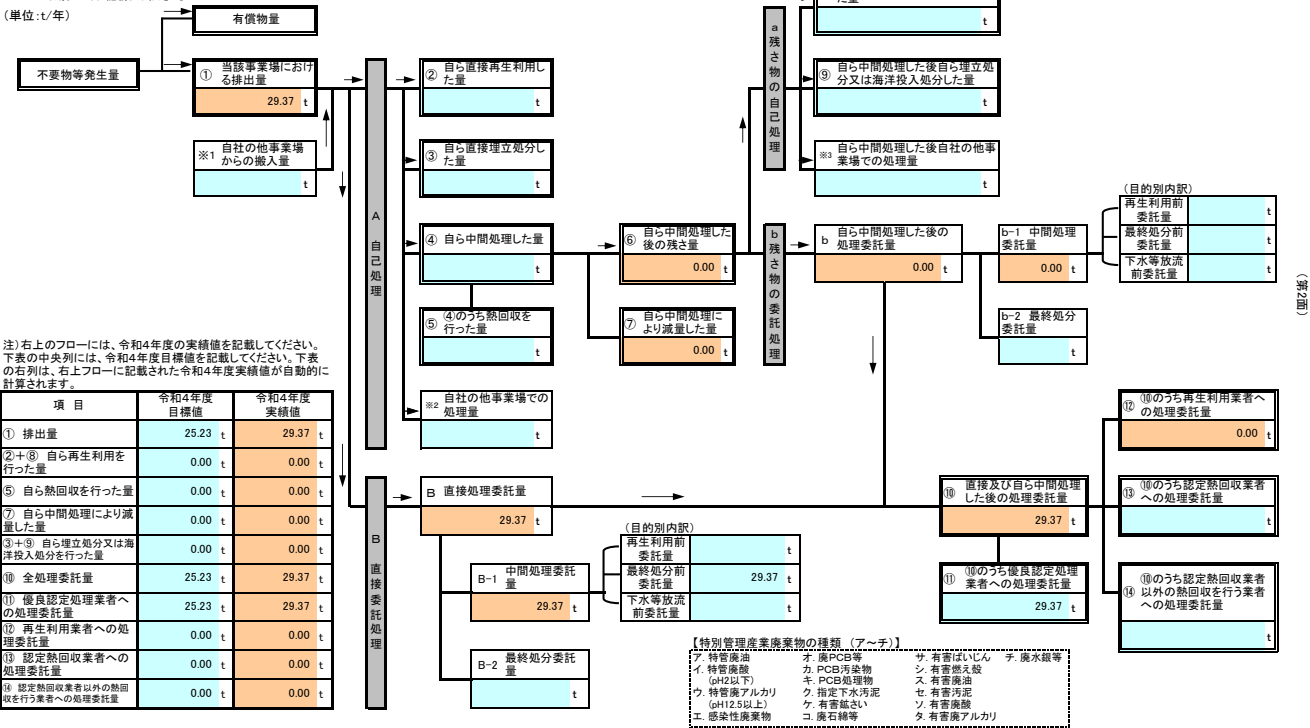 (単位:t/年)
有償物量
不要物等発生量
① 当該事業場におけ
る排出量
29.37 t
※1 自社の他事業場
からの搬入量
t
A 自己処理
② 自ら直接再生利用し
た量
t
③ 自ら直接埋立処分し
た量
t
④ 自ら中間処理した量
t
⑤ ④のうち熱回収を
行った量
t
※2 自社の他事業場での
処理量
t
⑥ 自ら中間処理した
後の残さ量
0.00 t
⑦ 自ら中間処理に
より減量した量
0.00 t
a 残さ物の自己処理
た量
t
⑨ 自ら中間処理した後自ら埋立処
分又は海洋投入処分した量
t
※3 自ら中間処理した後自社の他事
業場での処理量
t
b 残さ物の委託処理
b 自ら中間処理した後の
処理委託量
0.00 t
b-1 中間処理
委託量
0.00 t
(目的別内訳)
再生利用前
委託量
t
最終処分前
委託量
t
下水等放流
前委託量
t
b-2 最終処分
委託量
t
(第2面)
注)右上のフローには、令和4年度の実績値を記載してください。
下表の中央列には、令和4年度目標値を記載してください。下表
の右列は、右上フローに記載された令和4年度実績値が自動的に
計算されます。
項 目 令和4年度
目標値 令和4年度
実績値
① 排出量 25.23 t 29.37 t
②+⑧ 自ら再生利用を
行った量 0.00 t 0.00 t
⑤ 自ら熱回収を行った量 0.00 t 0.00 t
⑦ 自ら中間処理により減
量した量 0.00 t 0.00 t
③+⑨ 自ら埋立処分又は海
洋投入処分を行った量 0.00 t 0.00 t
⑩ 全処理委託量 25.23 t 29.37 t
⑪ 優良認定処理業者へ
の処理委託量 25.23 t 29.37 t
⑫ 再生利用業者への処
理委託量 0.00 t 0.00 t
⑬ 認定熱回収業者への
処理委託量 0.00 t 0.00 t
⑭ 認定熱回収業者以外の熱回
収を行う業者への処理委託量 0.00 t 0.00 t
B 直接委託処理
B 直接処理委託量
29.37 t
B-1 中間処理委託
量
29.37 t
(目的別内訳)
再生利用前
委託量
t
最終処分前
委託量
29.37 t
下水等放流
前委託量
t
B-2 最終処分委託
量
t
⑩ 直接及び自ら中間処理
した後の処理委託量
29.37 t
⑪ ⑩のうち優良認定処理
業者への処理委託量
29.37 t
⑫ ⑩のうち再生利用業者へ
の処理委託量
0.00 t
⑬ ⑩のうち認定熱回収業者
への処理委託量
t
⑭ ⑩のうち認定熱回収業者
以外の熱回収を行う業者
への処理委託量
t
【特別管理産業廃棄物の種類 (ア~チ)】
ア. 特管廃油 オ. 廃PCB等 サ. 有害ばいじん チ. 廃水銀等
イ. 特管廃酸 カ. PCB汚染物 シ. 有害燃え殻
(pH2以下) キ. PCB処理物 ス. 有害廃油
ウ. 特管廃アルカリ ク. 指定下水汚泥 セ. 有害汚泥
(pH12.5以上) ケ. 有害鉱さい ソ. 有害廃酸
エ. 感染性廃棄物 コ. 廃石綿等 タ. 有害廃アルカリ